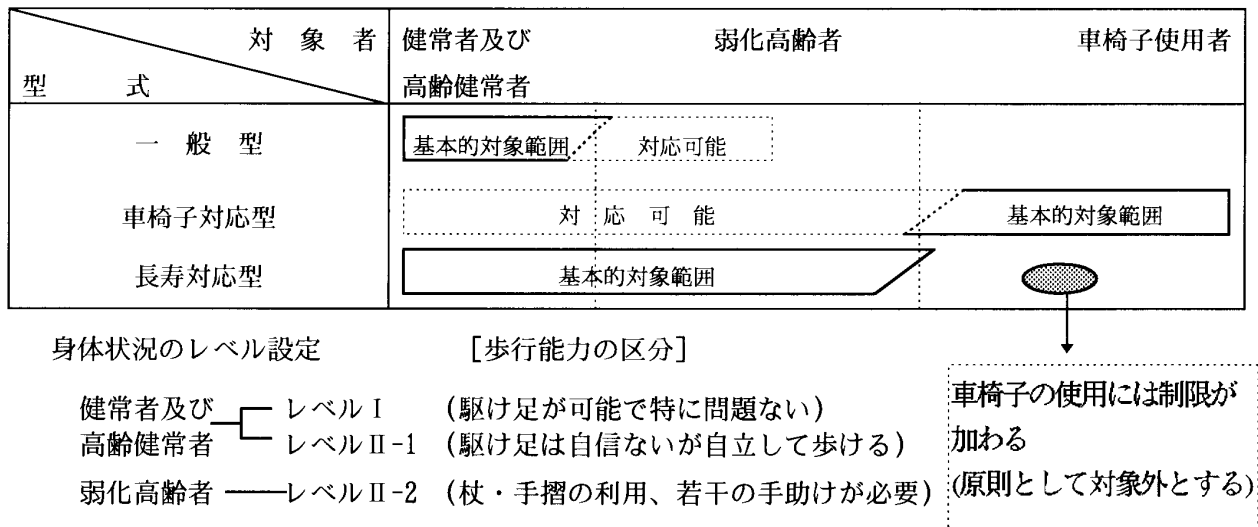 対象者 健常者及び 弱化高齢者 車椅子使用者
型式 高齢健常者
一般型 基本的対象範囲 対応可能
車椅子対応型 対応可能 基本的対象範囲
長寿対応型 基本的対象範囲
身体状況のレベル設定 [歩行能力の区分]
健常者及び レベルⅠ (駆け足が可能で特に問題ない)
高齢健常者 レベルⅡ-1 (駆け足は自信ないが自立して歩ける)
弱化高齢者 レベルⅡ-2 (杖・手摺の利用、若干の手助けが必要)
車椅子の使用には制限が
加わる
(原則として対象外とする)